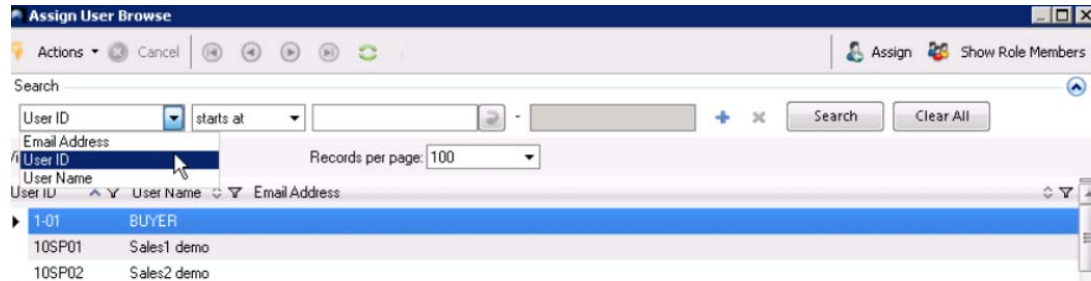 Assign User Browse
Actions Cancel Assign Show Role Members
Search
User ID starts at - Search Clear All
Email Address
User ID Records per page: 100
User Name
User ID User Name Email Address
1-01 BUYER
10SP01 Sales1 demo
10SP02 Sales2 demo